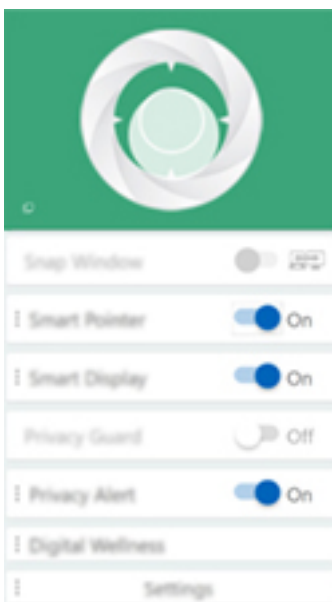 Snap Window
Smart Pointer On
Smart Display On
Privacy Guard Off
Privacy Alert On
Digital Wellness
Settings